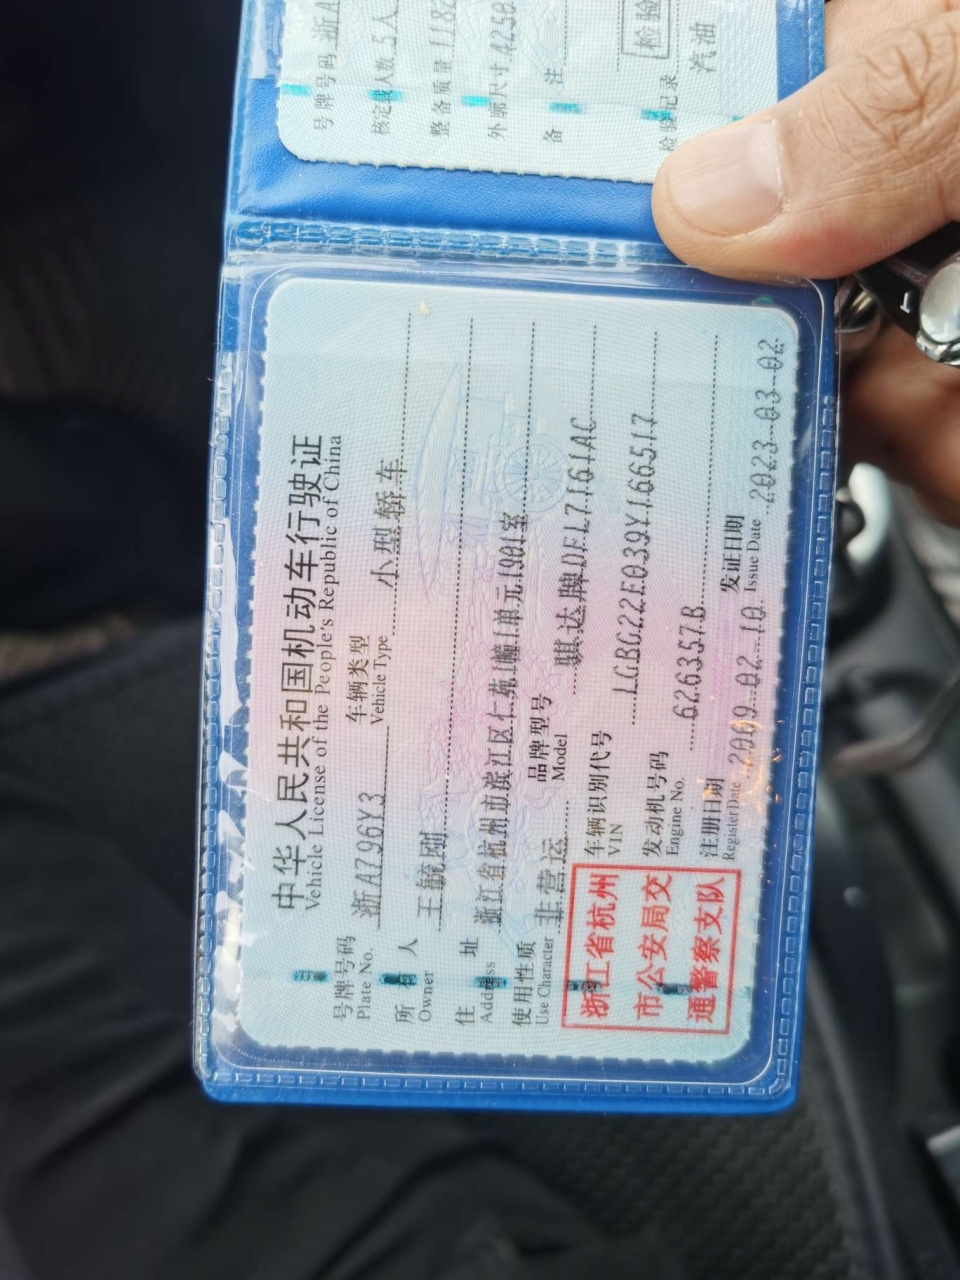 中华人民共和国机动车行驶证
Vehicle License of the People's Republic of China
号牌号码 浙A796Y3 车辆类型 小型轿车
Plate No. Vehicle Type
所有人 王毓刚
Owner
住址 浙江省杭州市滨江区仁苑1幢1单元1901室
Address
使用性质 非营运 品牌型号 骐达牌DFL7161AC
Use Character Model
浙江省杭州
市公安局交
通警察支队
车辆识别代号 LGBG22E039Y166517
VIN
发动机号码 626357B
Engine No.
注册日期 2009-02-10 发证日期 2023-03-02
Register Date Issue Date
号牌号码 浙A
核定载人数 5人
整备质量 1182
外廓尺寸 4250
备注
检验
检验记录 汽油